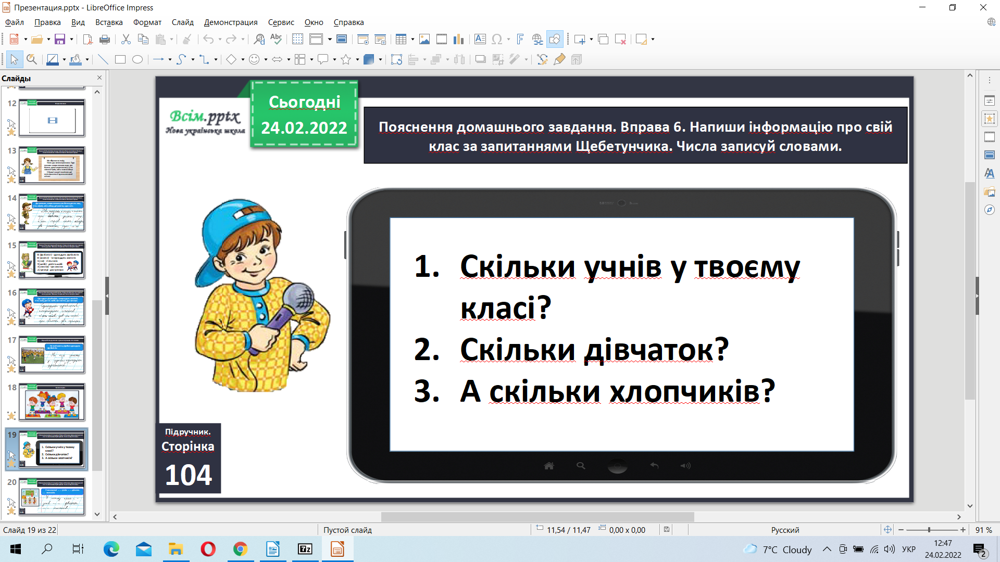 Презентация.pptx - LibreOffice Impress
Файл Правка Вид Вставка Формат Слайд Демонстрация Сервис Окно Справка
Слайды
12
13
14
15
16
17
18
19
20
Всім.pptx
Нова українська школа
Сьогодні
24.02.2022
Пояснення домашнього завдання. Вправа 6. Напиши інформацію про свій
клас за запитаннями Щебетунчика. Числа записуй словами.
1. Скільки учнів у твоєму
класі?
2. Скільки дівчаток?
3. А скільки хлопчиків?
Підручник.
Сторінка
104
Слайд 19 из 22
Пустой слайд
11,54 / 11,47
0,00 x 0,00
Русский
91 %
7°C Cloudy
УКР
12:47
24.02.2022
2